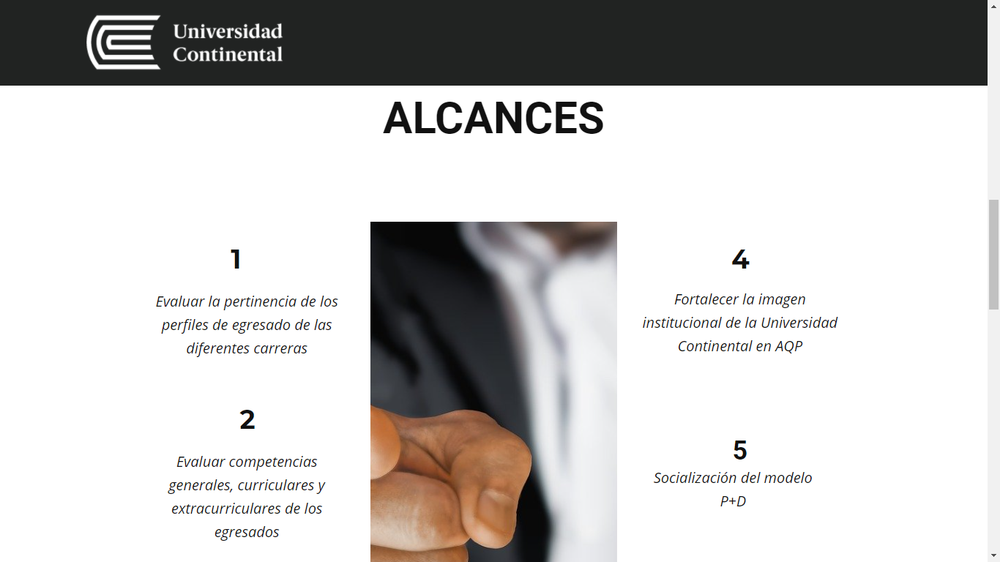 Universidad
Continental
ALCANCES
1
Evaluar la pertinencia de los
perfiles de egresado de las
diferentes carreras
2
Evaluar competencias
generales, curriculares y
extracurriculares de los
egresados
4
Fortalecer la imagen
institucional de la Universidad
Continental en AQP
5
Socialización del modelo
P+D